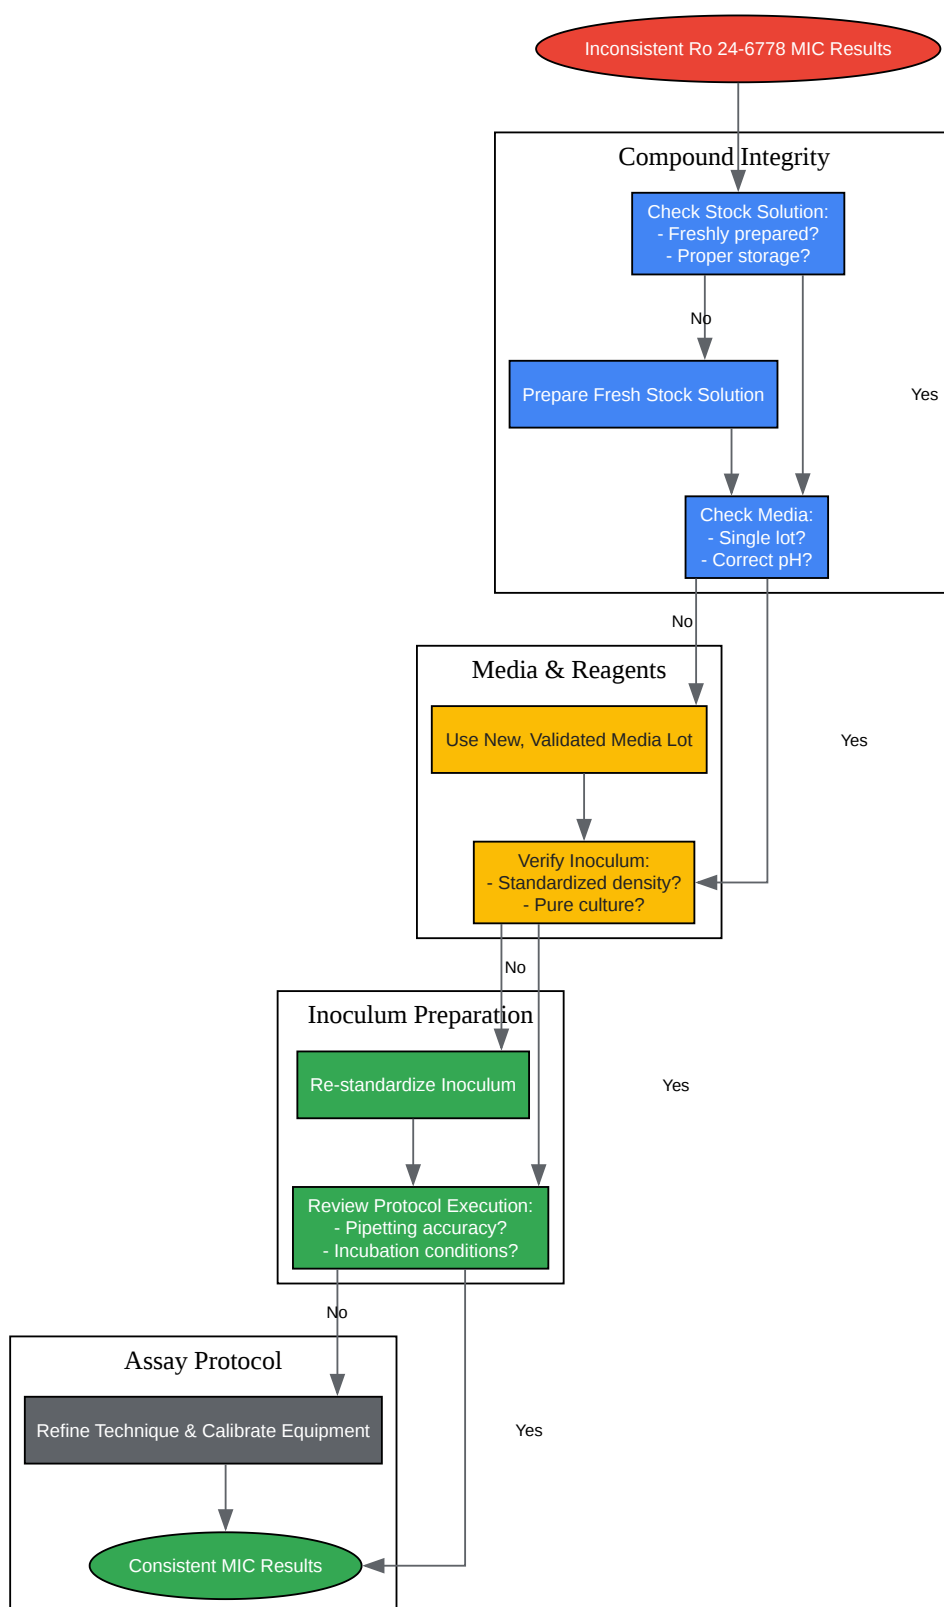 Inconsistent Ro 24-6778 MIC Results
Compound Integrity
Check Stock Solution:
- Freshly prepared?
- Proper storage?
No
Prepare Fresh Stock Solution
Yes
Check Media:
- Single lot?
- Correct pH?
No
Media & Reagents
Use New, Validated Media Lot
Yes
Verify Inoculum:
- Standardized density?
- Pure culture?
No
Inoculum Preparation
Re-standardize Inoculum
Yes
Review Protocol Execution:
- Pipetting accuracy?
- Incubation conditions?
No
Assay Protocol
Refine Technique & Calibrate Equipment
Yes
Consistent MIC Results